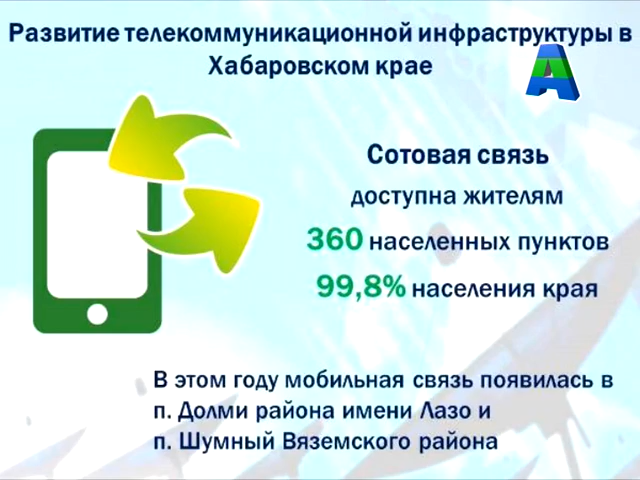 Развитие телекоммуникационной инфраструктуры в
Хабаровском крае
А
Сотовая связь
доступна жителям
360 населенных пунктов
99,8% населения края
В этом году мобильная связь появилась в
п. Долми района имени Лазо и
п. Шумный Вяземского района